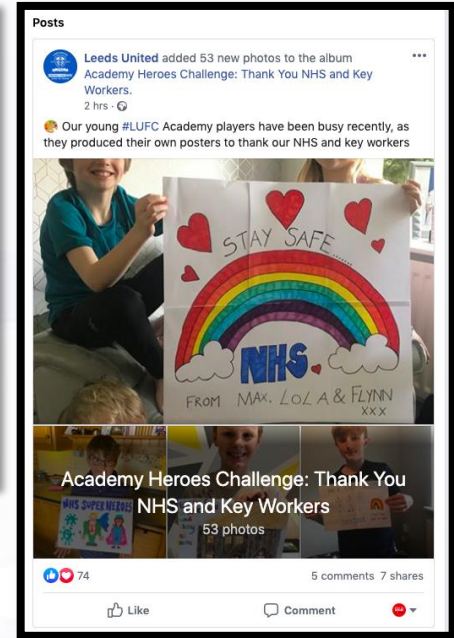 Posts
Leeds United added 53 new photos to the album
Academy Heroes Challenge: Thank You NHS and Key
Workers.
2 hrs ·
Our young #LUFC Academy players have been busy recently, as
they produced their own posters to thank our NHS and key workers
STAY SAFE......
NHS
FROM MAX, LOLA & FLYNN
XXX
NHS SUPER HEROES
Academy Heroes Challenge: Thank You
NHS and Key Workers
53 photos
74
5 comments 7 shares
Like
Comment